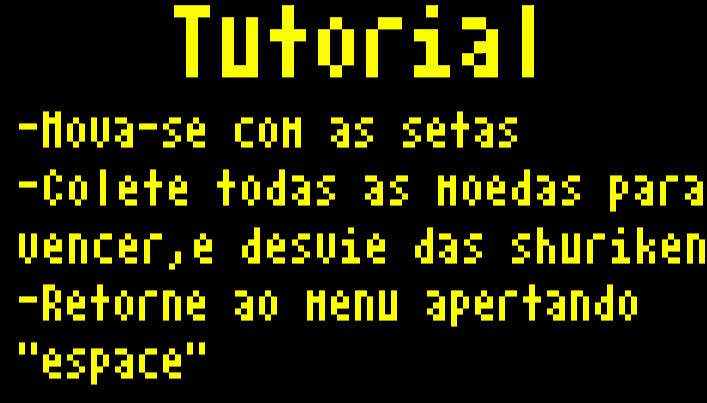 Tutorial
-Mova-se com as setas
-Colete todas as moedas para
vencer,e desvie das shuriken
-Retorne ao menu apertando
"espace"